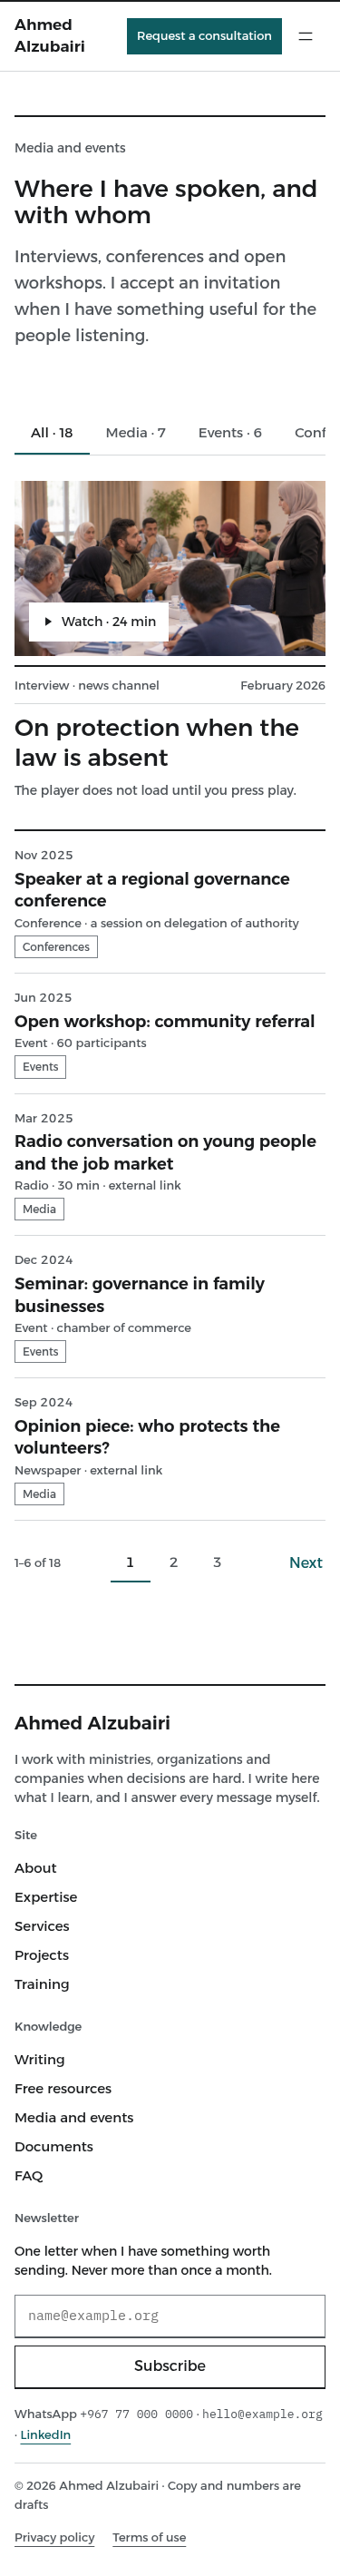 Ahmed
Alzubairi
Request a consultation
Media and events
Where I have spoken, and
with whom
Interviews, conferences and open
workshops. I accept an invitation
when I have something useful for the
people listening.
All · 18 Media · 7 Events · 6 Conf
Watch · 24 min
Interview · news channel February 2026
On protection when the
law is absent
The player does not load until you press play.
Nov 2025
Speaker at a regional governance
conference
Conference · a session on delegation of authority
Conferences
Jun 2025
Open workshop: community referral
Event · 60 participants
Events
Mar 2025
Radio conversation on young people
and the job market
Radio · 30 min · external link
Media
Dec 2024
Seminar: governance in family
businesses
Event · chamber of commerce
Events
Sep 2024
Opinion piece: who protects the
volunteers?
Newspaper · external link
Media
1–6 of 18 1 2 3 Next
Ahmed Alzubairi
I work with ministries, organizations and
companies when decisions are hard. I write here
what I learn, and I answer every message myself.
Site
About
Expertise
Services
Projects
Training
Knowledge
Writing
Free resources
Media and events
Documents
FAQ
Newsletter
One letter when I have something worth
sending. Never more than once a month.
name@example.org
Subscribe
WhatsApp +967 77 000 0000 · hello@example.org
· LinkedIn
© 2026 Ahmed Alzubairi · Copy and numbers are
drafts
Privacy policy Terms of use